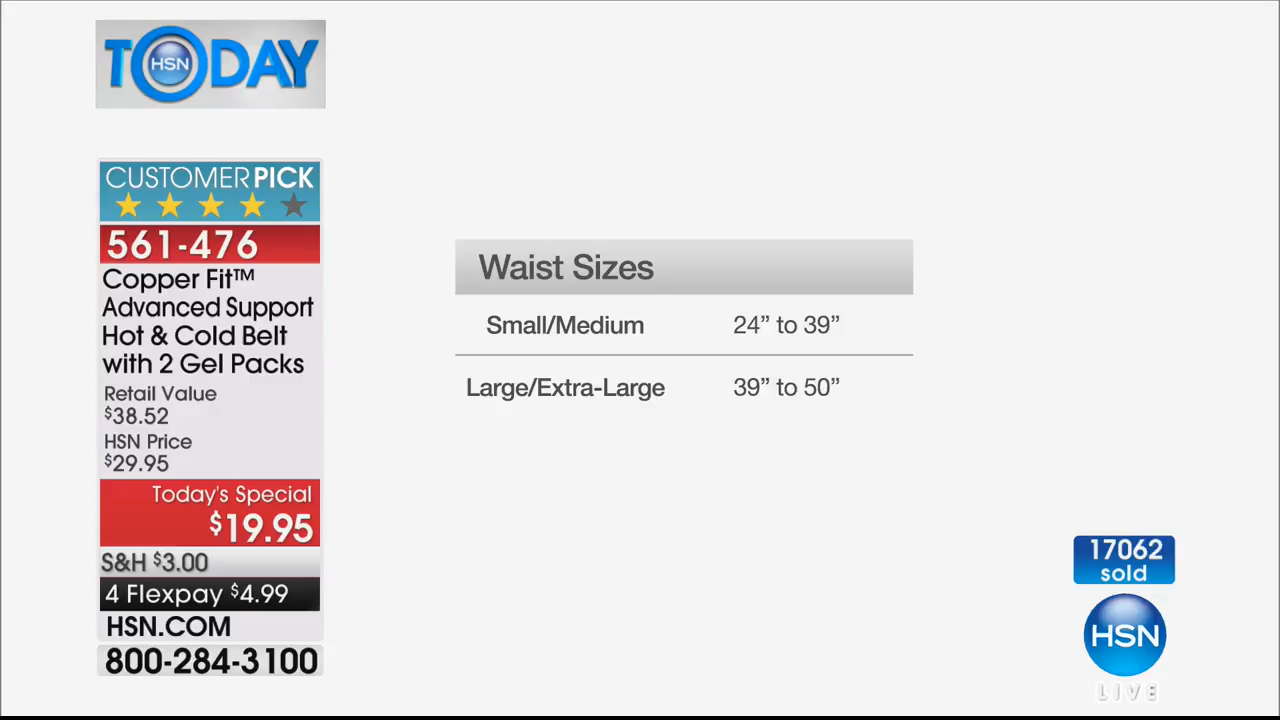 TODAY
HSN
CUSTOMERPICK
561-476
Copper Fit™
Advanced Support
Hot & Cold Belt
with 2 Gel Packs
Retail Value
$38.52
HSN Price
$29.95
Today's Special
$19.95
S&H $3.00
4 Flexpay $4.99
HSN.COM
800-284-3100
Waist Sizes
Small/Medium 24” to 39”
Large/Extra-Large 39” to 50”
17062
sold
HSN
LIVE